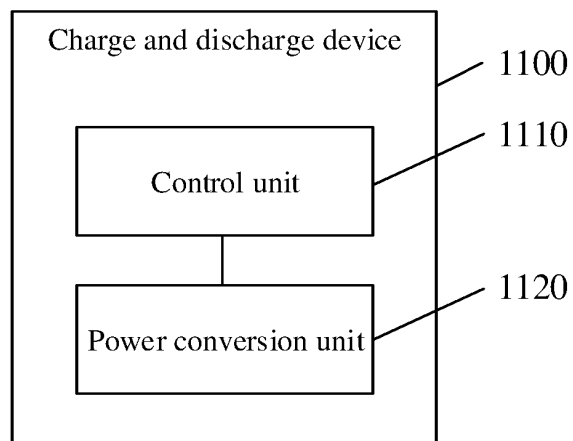 Charge and discharge device
1100
1110
Control unit
1120
Power conversion unit